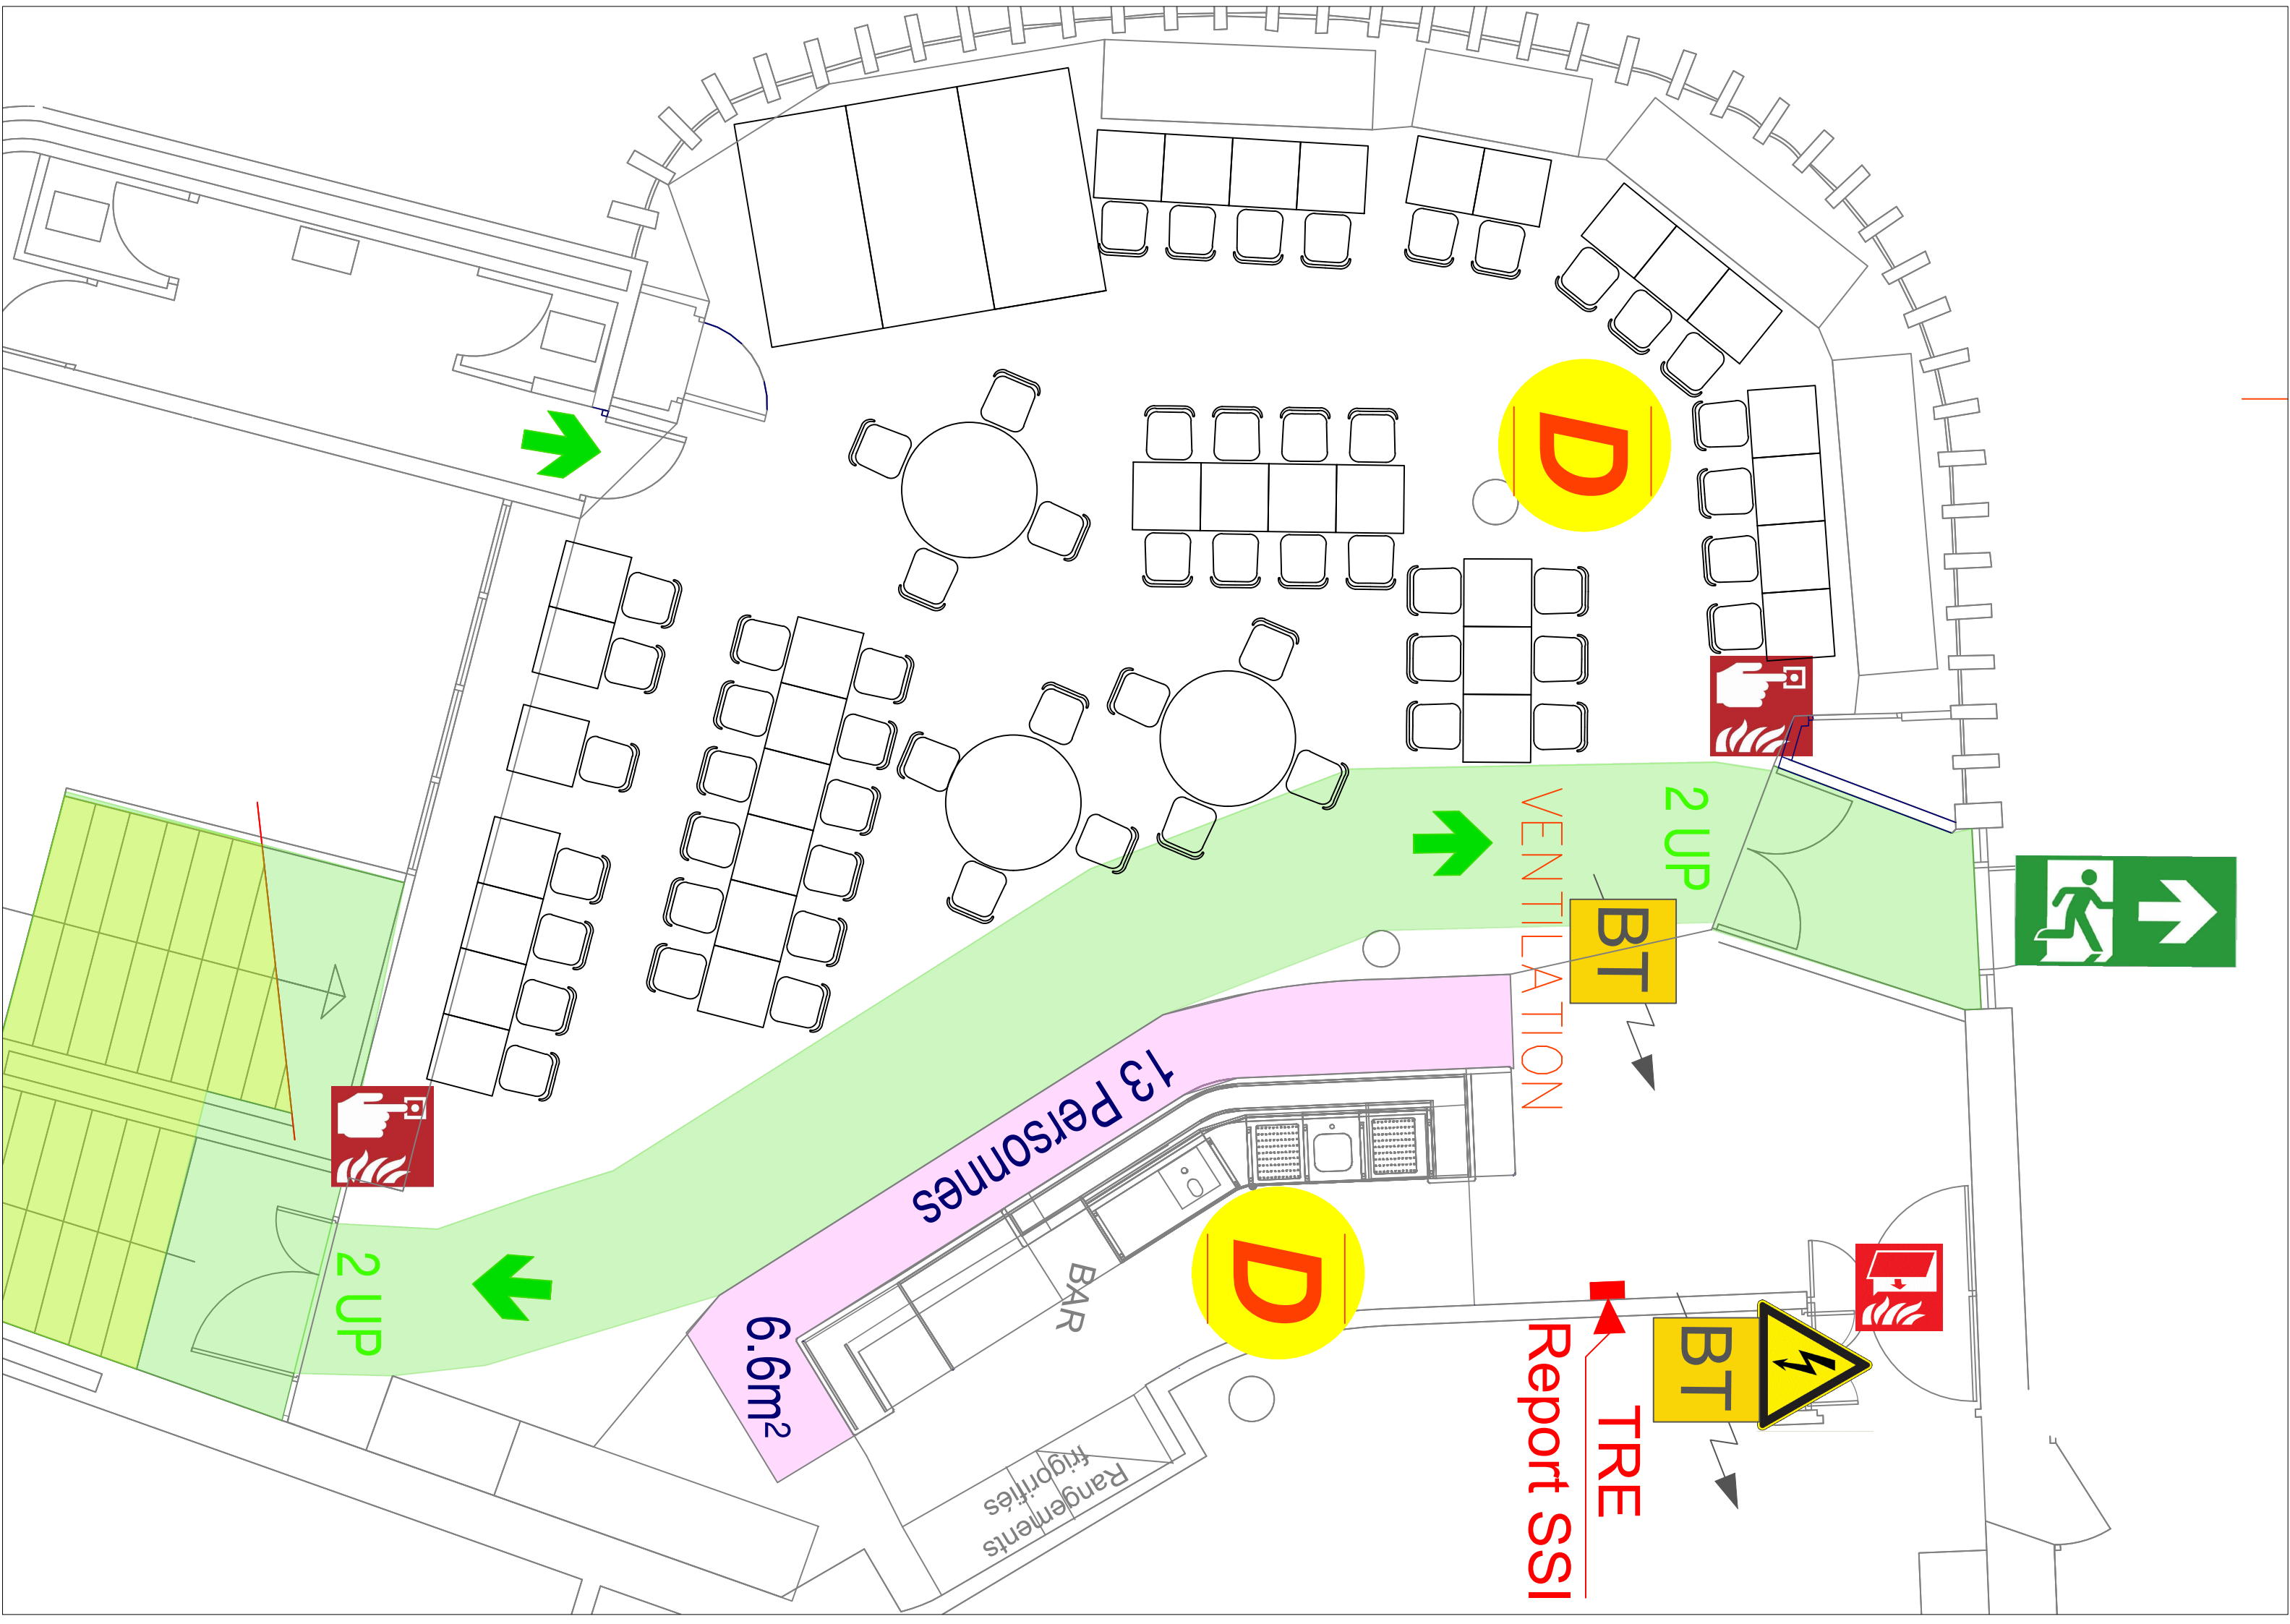 D
2 UP
VENTILATION
BT
13 Personnes
2 UP
6.6m²
BAR
D
BT
TRE
Report SSI
Rangements
frigorifiés